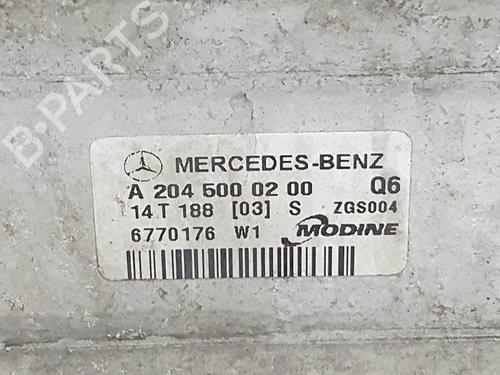 B-PARTS
MERCEDES-BENZ
A 204 500 02 00 Q6
14 T 188 [03] S ZGS004
6770176 W1 MODINE